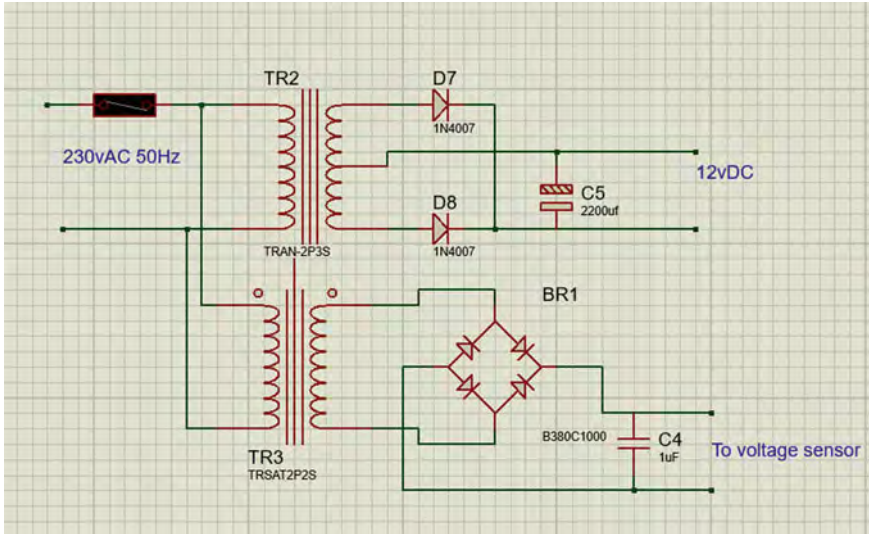 TR2
D7
1N4007
230vAC 50Hz
12vDC
C5
2200uf
D8
1N4007
TRAN-2P3S
BR1
B380C1000
C4
1uF
To voltage sensor
TR3
TRSAT2P2S